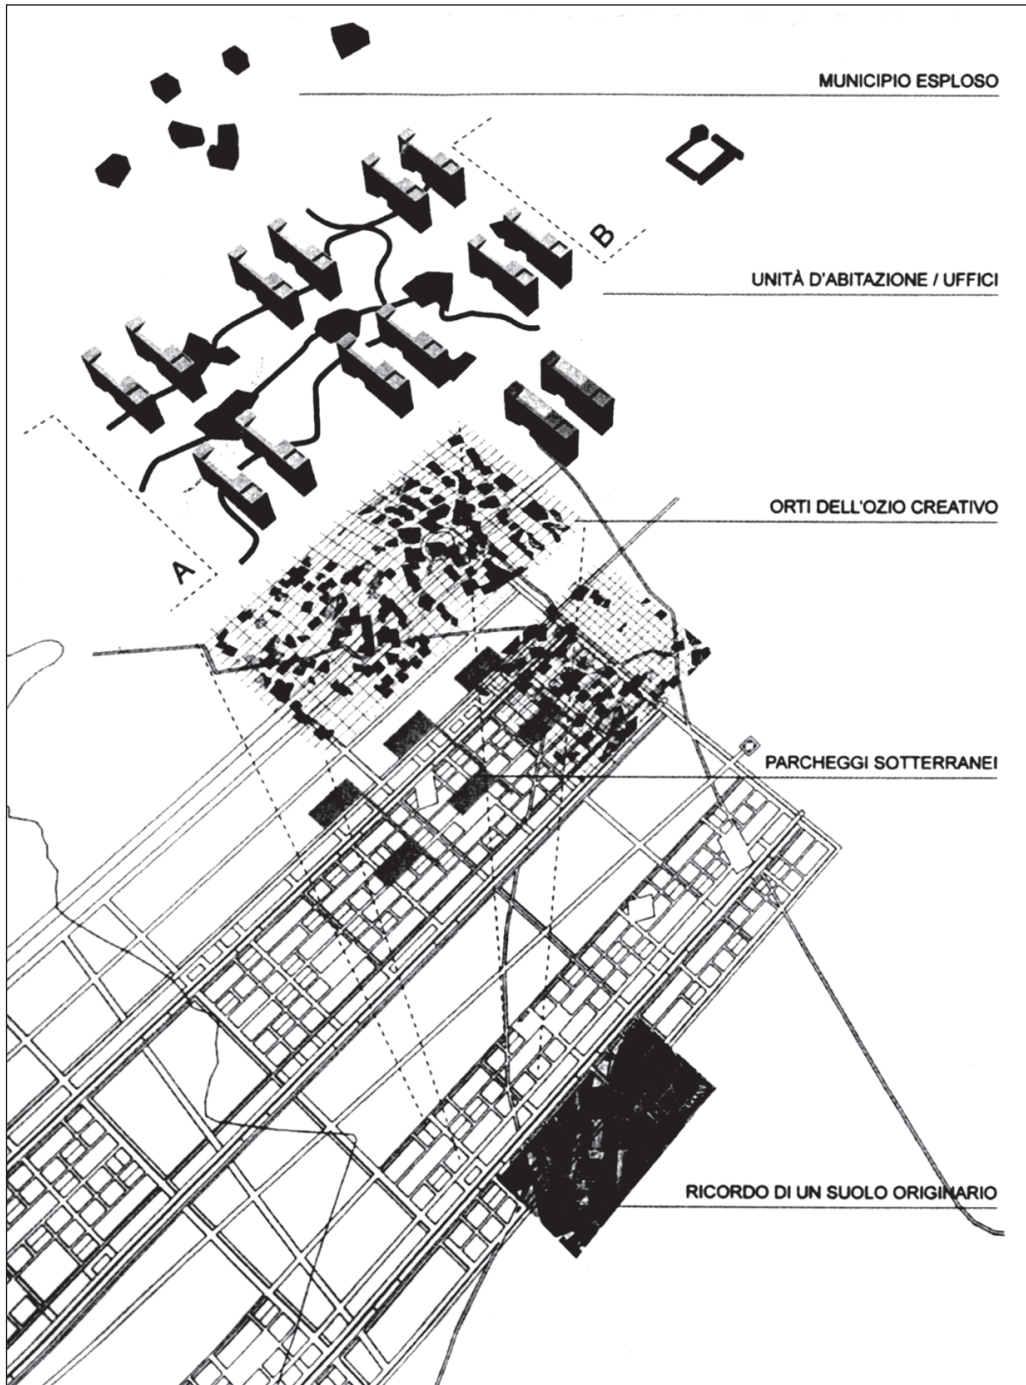 MUNICIPIO ESPLOSO
B
UNITÀ D'ABITAZIONE / UFFICI
ORTI DELL'OZIO CREATIVO
A
PARCHEGGI SOTTERRANEI
RICORDO DI UN SUOLO ORIGINARIO